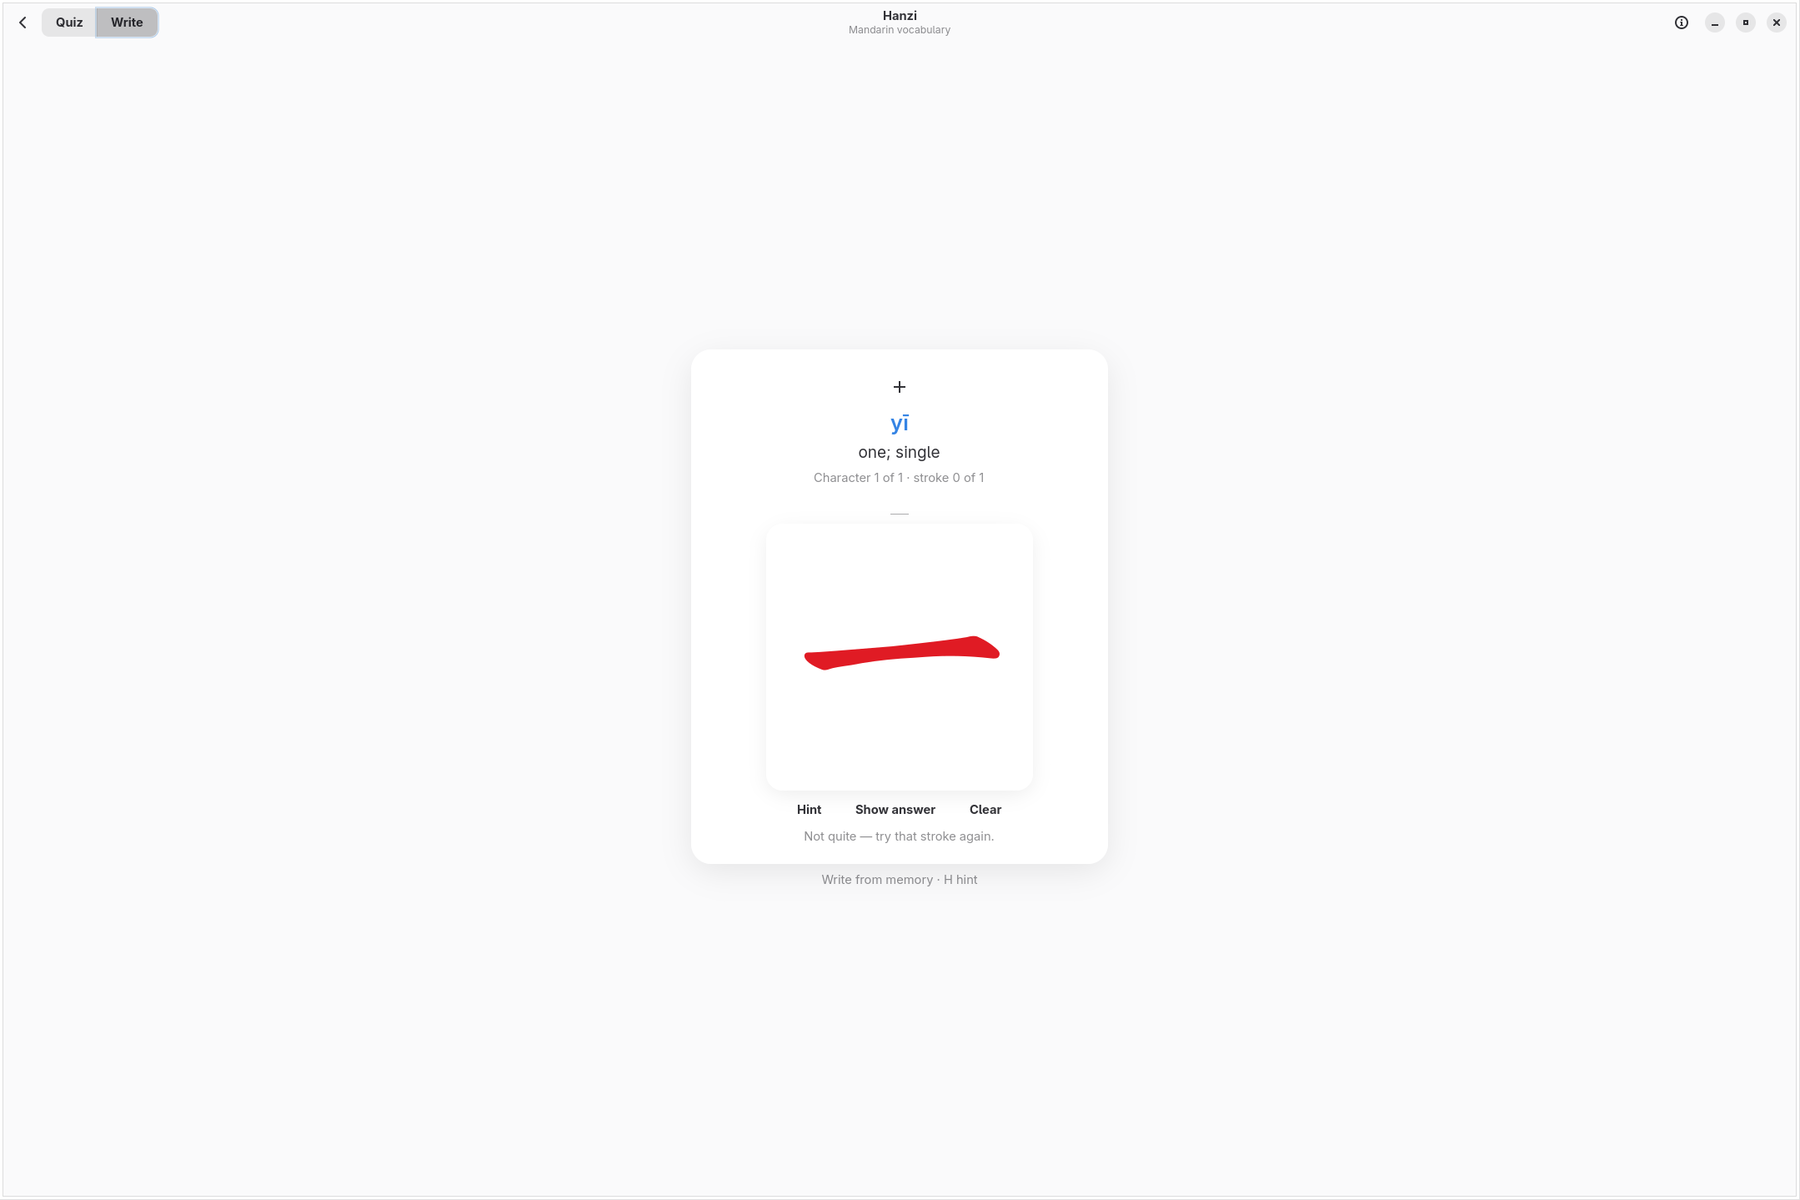 Quiz
Write
Hanzi
Mandarin vocabulary
+
yī
one; single
Character 1 of 1 · stroke 0 of 1
一
Hint
Show answer
Clear
Not quite — try that stroke again.
Write from memory · H hint